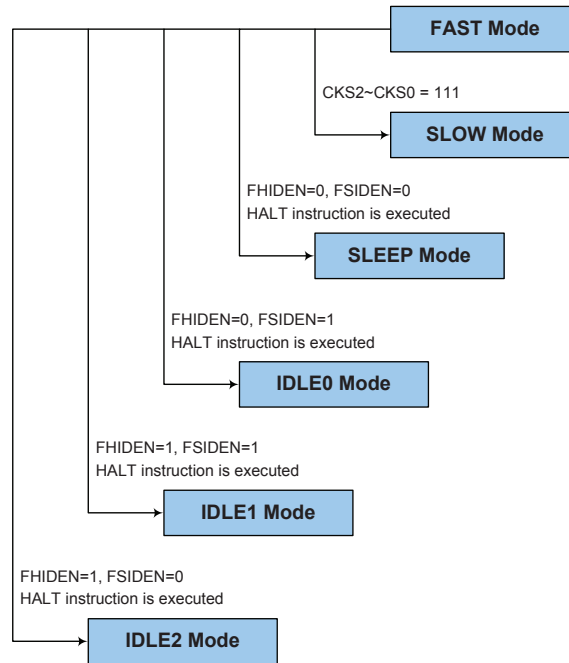 FAST Mode
CKS2~CKS0 = 111
SLOW Mode
FHIDEN=0, FSIDEN=0
HALT instruction is executed
SLEEP Mode
FHIDEN=0, FSIDEN=1
HALT instruction is executed
IDLE0 Mode
FHIDEN=1, FSIDEN=1
HALT instruction is executed
IDLE1 Mode
FHIDEN=1, FSIDEN=0
HALT instruction is executed
IDLE2 Mode